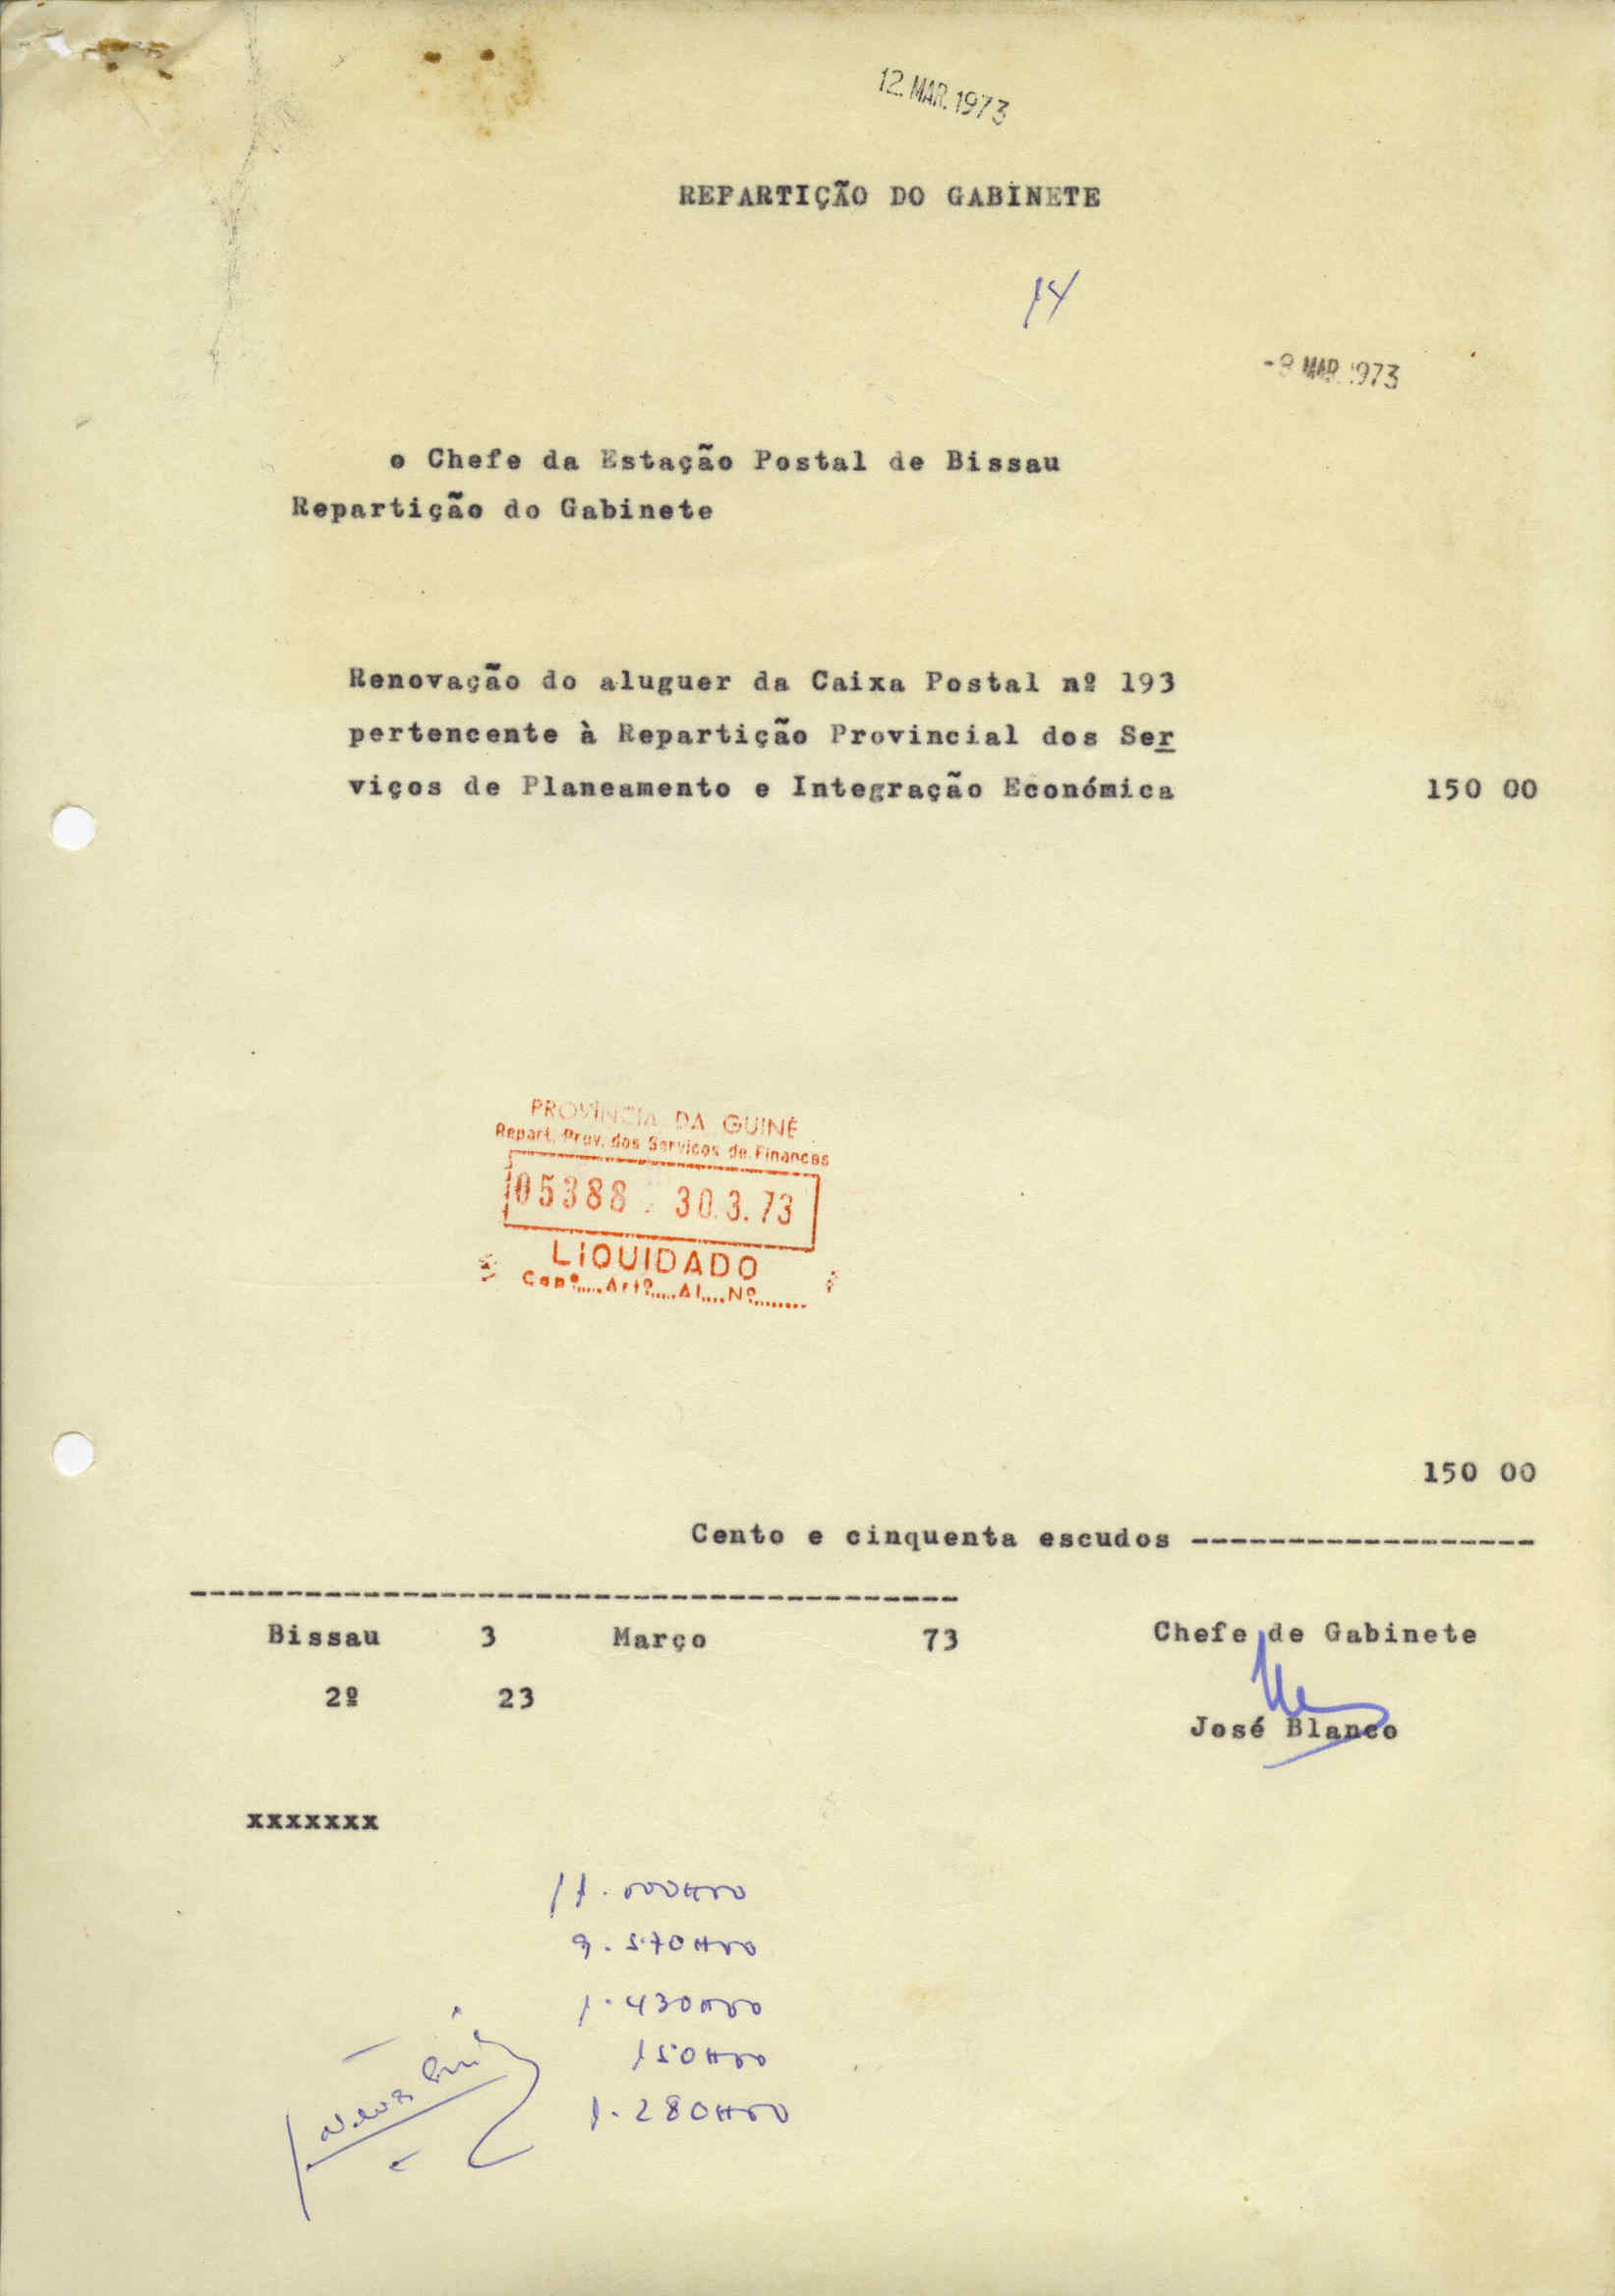 12. MAR. 1973
REPARTIÇÃO DO GABINETE
14
MAR. 1973
o Chefe da Estação Postal de Bissau
Repartição do Gabinete
Renovação do aluguer da Caixa Postal nº 193
pertencente à Repartição Provincial dos Ser
viços de Planeamento e Integração Económica 150 00
PROVÍNCIA DA GUINÉ
Repart. Prov. dos Serviços de Finanças
05388 . 30.3.73
LIQUIDADO
Capº.....Artº.....Al....Nº........
150 00
Cento e cinquenta escudos ------------------
----------------------------------------
Bissau 3 Março 73 Chefe de Gabinete
2º 23
José Blanco
xxxxxxx
11.000$00
9.570$00
1.430$00
150$00
1.280$00